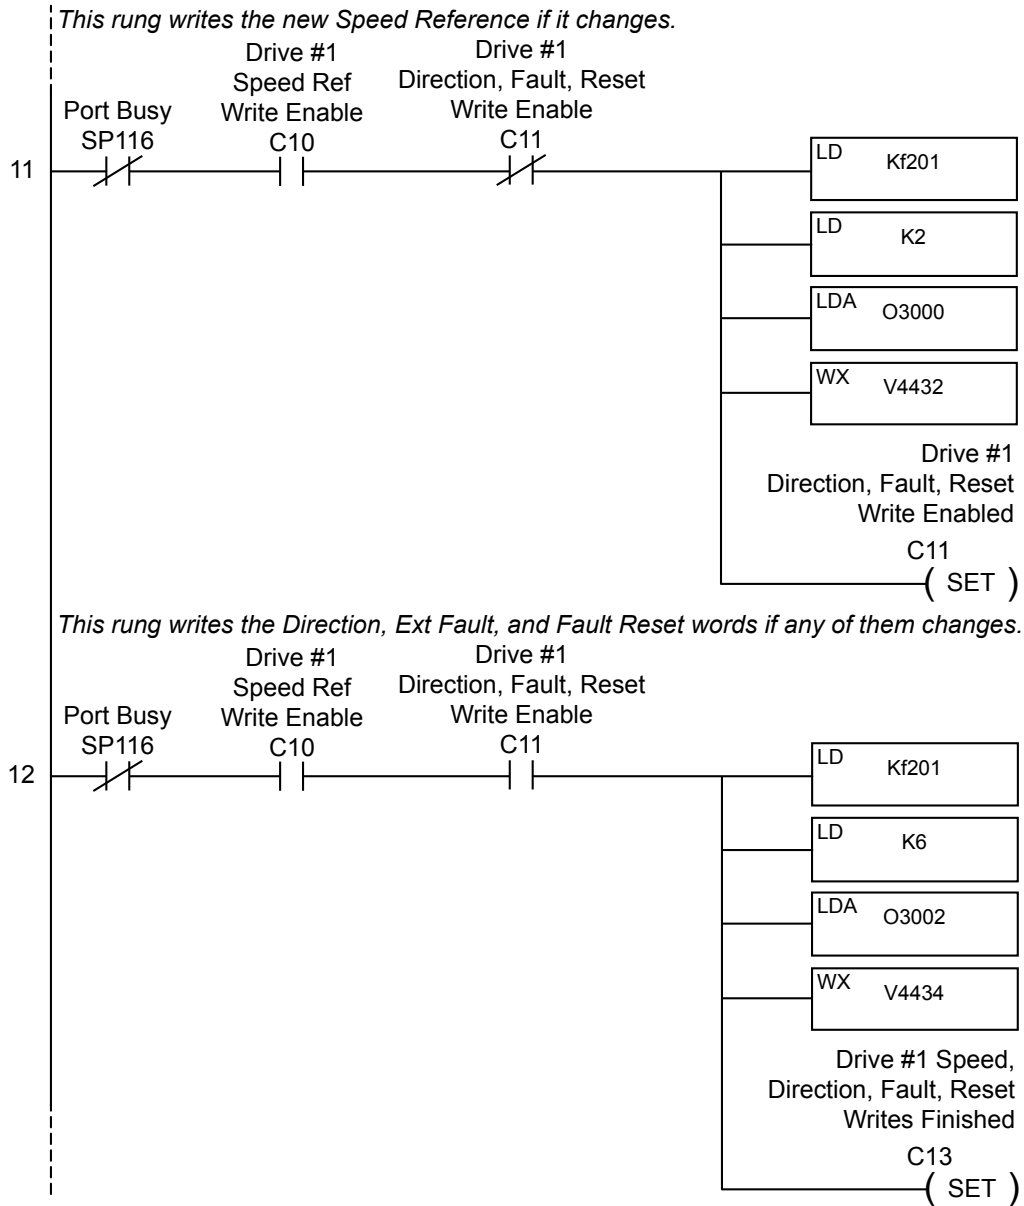 This rung writes the new Speed Reference if it changes.
Drive #1
Speed Ref
Write Enable
C10
Drive #1
Direction, Fault, Reset
Write Enable
C11
Port Busy
SP116
11
LD Kf201
LD K2
LDA O3000
WX V4432
Drive #1
Direction, Fault, Reset
Write Enabled
C11
( SET )
This rung writes the Direction, Ext Fault, and Fault Reset words if any of them changes.
Drive #1
Speed Ref
Write Enable
C10
Drive #1
Direction, Fault, Reset
Write Enable
C11
Port Busy
SP116
12
LD Kf201
LD K6
LDA O3002
WX V4434
Drive #1 Speed,
Direction, Fault, Reset
Writes Finished
C13
( SET )